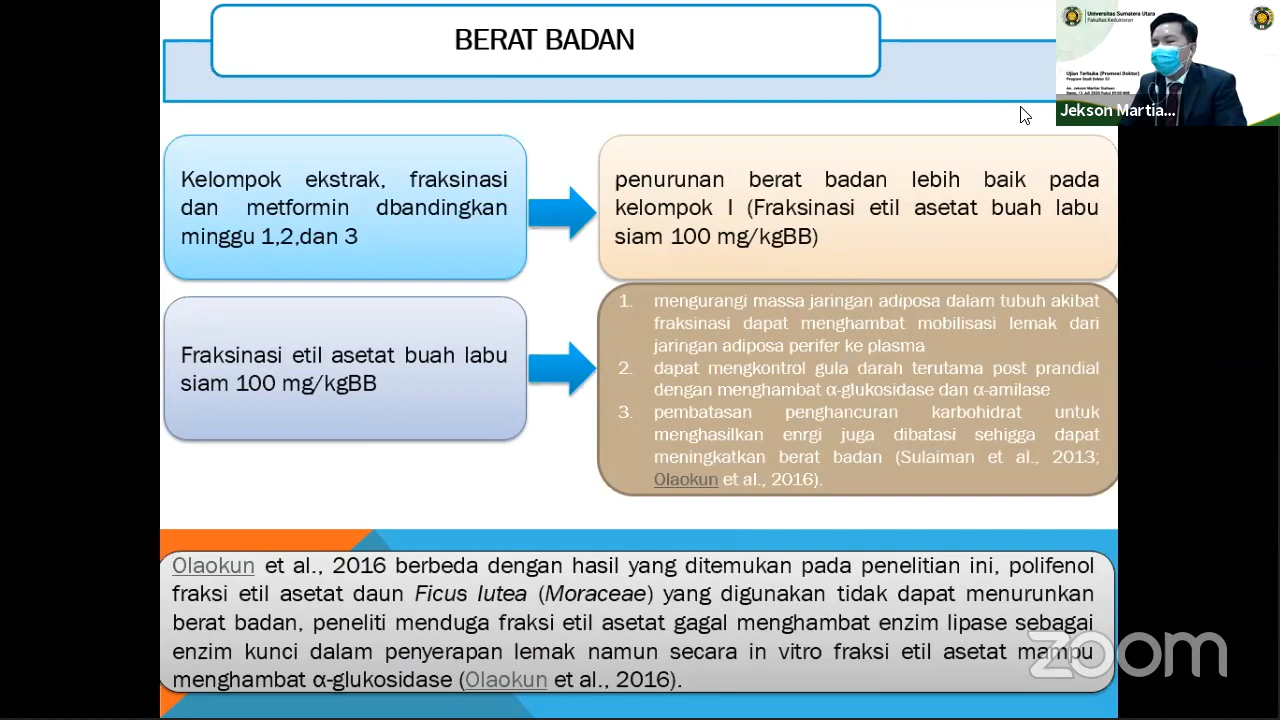 BERAT BADAN
Universitas Sumatera Utara
Fakultas Kedokteran
Ujian Terbuka (Promosi Doktor)
Program Studi Doktor S3
Jekson Martia...
Kelompok ekstrak, fraksinasi
dan metformin dbandingkan
minggu 1,2,dan 3
penurunan berat badan lebih baik pada
kelompok I (Fraksinasi etil asetat buah labu
siam 100 mg/kgBB)
Fraksinasi etil asetat buah labu
siam 100 mg/kgBB
1. mengurangi massa jaringan adiposa dalam tubuh akibat
fraksinasi dapat menghambat mobilisasi lemak dari
jaringan adiposa perifer ke plasma
2. dapat mengkontrol gula darah terutama post prandial
dengan menghambat α-glukosidase dan α-amilase
3. pembatasan penghancuran karbohidrat untuk
menghasilkan enrgi juga dibatasi sehigga dapat
meningkatkan berat badan (Sulaiman et al., 2013;
Olaokun et al., 2016).
Olaokun et al., 2016 berbeda dengan hasil yang ditemukan pada penelitian ini, polifenol
fraksi etil asetat daun Ficus lutea (Moraceae) yang digunakan tidak dapat menurunkan
berat badan, peneliti menduga fraksi etil asetat gagal menghambat enzim lipase sebagai
enzim kunci dalam penyerapan lemak namun secara in vitro fraksi etil asetat mampu
menghambat α-glukosidase (Olaokun et al., 2016).
zoom